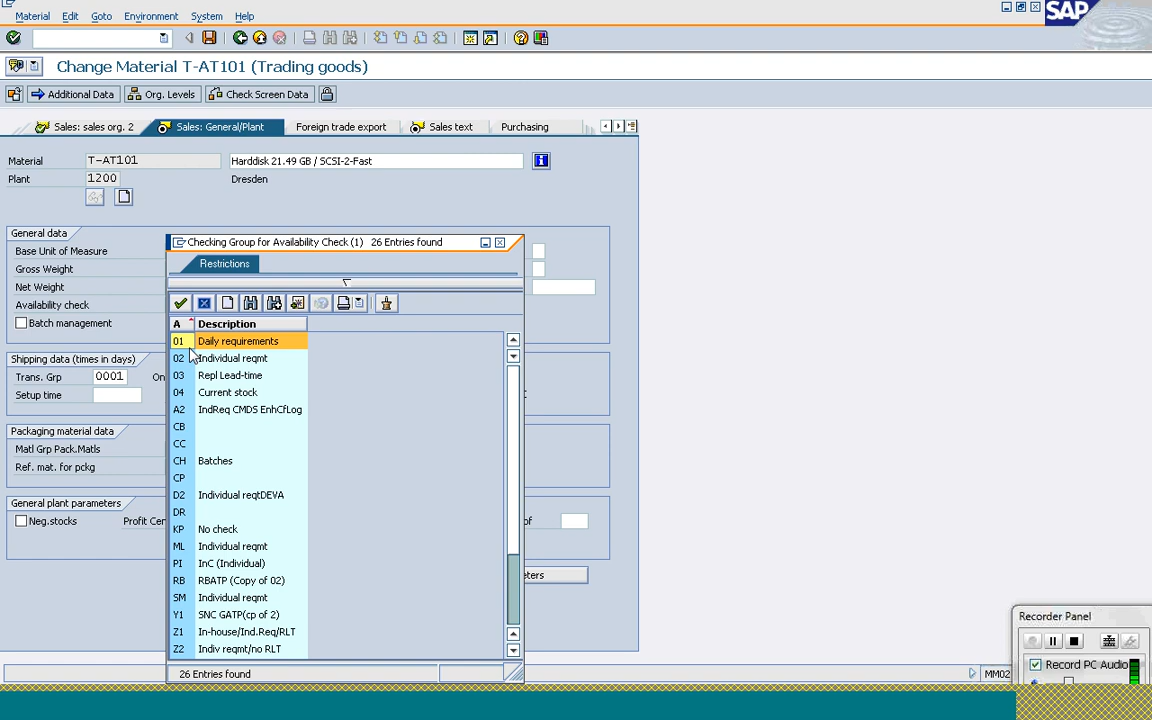 Material Edit Goto Environment System Help
SAP
Change Material T-AT101 (Trading goods)
Additional Data Org. Levels Check Screen Data
Sales: sales org. 2 Sales: General/Plant Foreign trade export Sales text Purchasing
Material T-AT101 Harddisk 21.49 GB / SCSI-2-Fast
Plant 1200 Dresden
General data
Base Unit of Measure
Gross Weight
Net Weight
Availability check
Batch management
Shipping data (times in days)
Trans. Grp 0001 On
Setup time
Packaging material data
Matl Grp Pack.Matls
Ref. mat. for pckg
General plant parameters
Neg.stocks Profit Cen of
eters
Checking Group for Availability Check (1) 26 Entries found
Restrictions
A Description
01 Daily requirements
02 Individual reqmt
03 Repl Lead-time
04 Current stock
A2 IndReq CMDS EnhCfLog
CB
CC
CH Batches
CP
D2 Individual reqtDEVA
DR
KP No check
ML Individual reqmt
PI InC (Individual)
RB RBATP (Copy of 02)
SM Individual reqmt
Y1 SNC GATP(cp of 2)
Z1 In-house/Ind.Req/RLT
Z2 Indiv reqmt/no RLT
26 Entries found
MM02
Recorder Panel
Record PC Audio